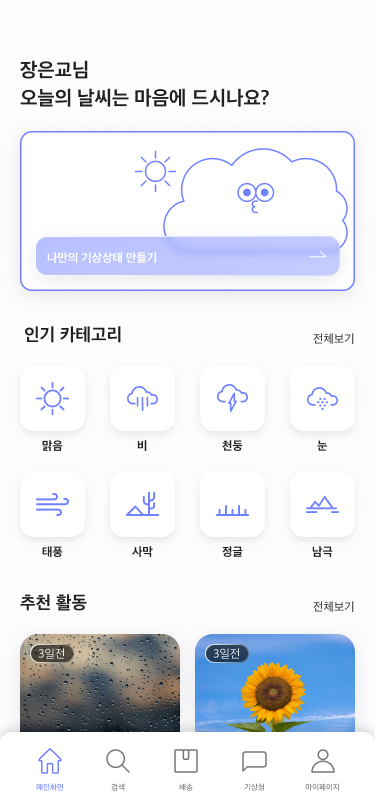 장은교님
오늘의 날씨는 마음에 드시나요?
나만의 기상상태 만들기
인기 카테고리
전체보기
맑음 비 천둥 눈
태풍 사막 정글 남극
추천 활동
전체보기
3일전 3일전
메인화면 검색 배송 기상청 마이페이지